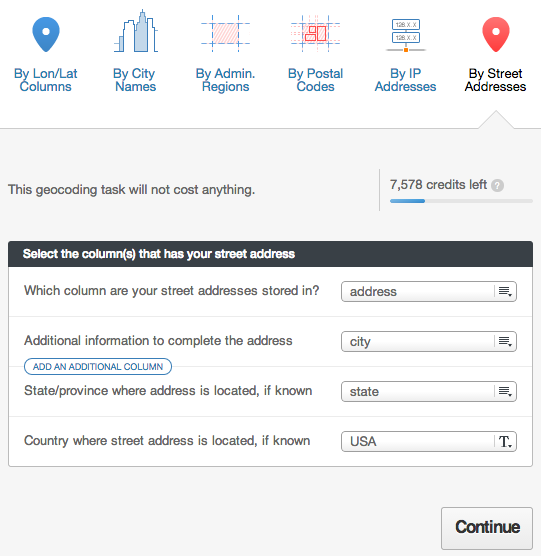 128 X. X
128 X. X
By Lon/Lat
Columns
By City
Names
By Admin.
Regions
By Postal
Codes
By IP
Addresses
By Street
Addresses
This geocoding task will not cost anything.
7,578 credits left ?
Select the column(s) that has your street address
Which column are your street addresses stored in?
address
Additional information to complete the address
city
ADD AN ADDITIONAL COLUMN
State/province where address is located, if known
state
Country where street address is located, if known
USA
T.
Continue